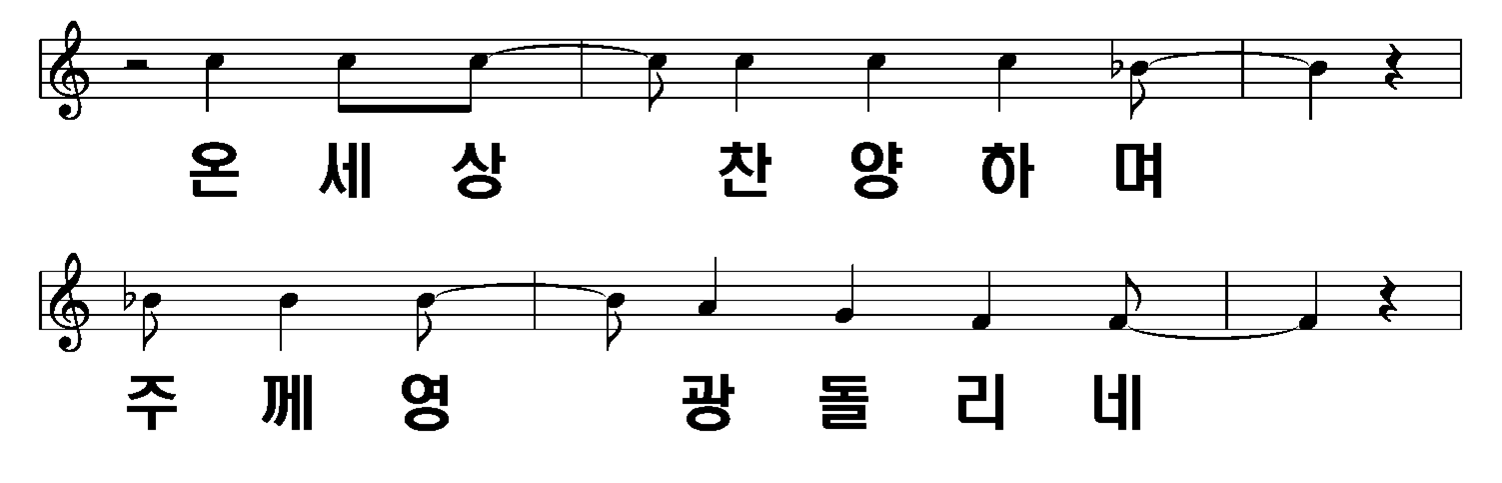 온 세 상 찬 양 하 며
주 께 영 광 돌 리 네